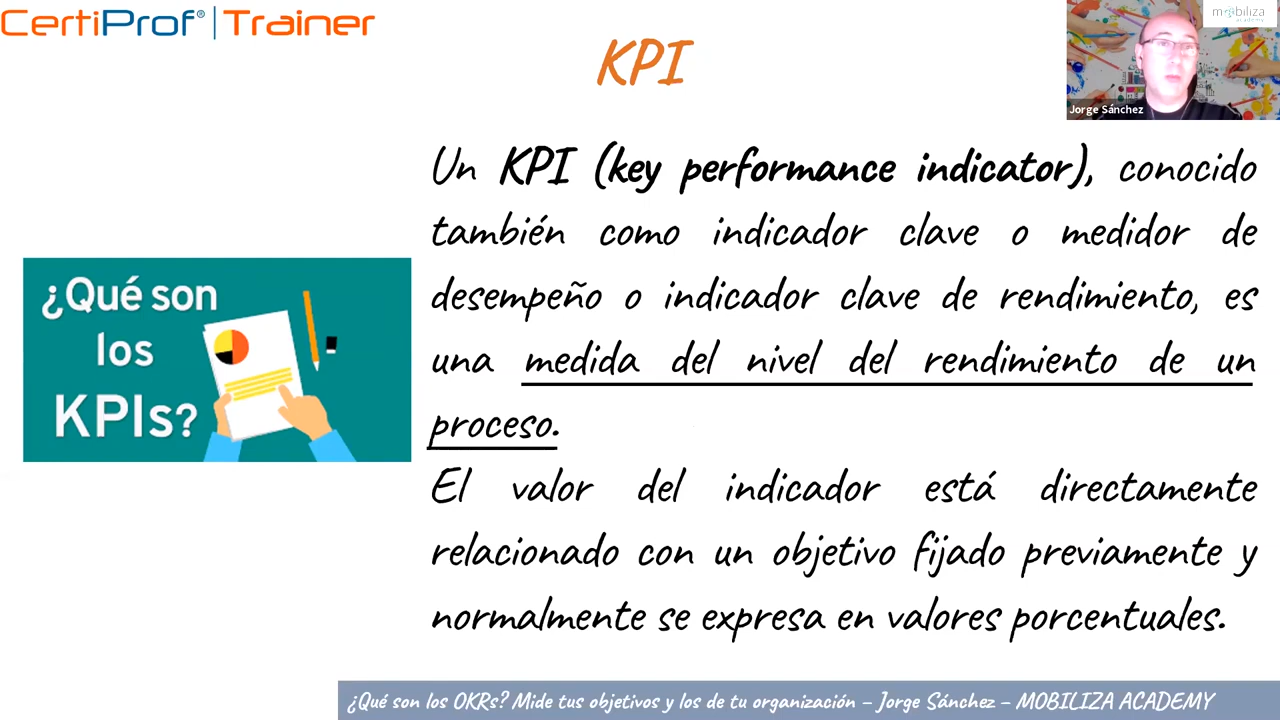 CertiProf® | Trainer
KPI
mobiliza
academy
Jorge Sánchez
Un KPI (key performance indicator), conocido
también como indicador clave o medidor de
desempeño o indicador clave de rendimiento, es
una medida del nivel del rendimiento de un
proceso.
El valor del indicador está directamente
relacionado con un objetivo fijado previamente y
normalmente se expresa en valores porcentuales.
¿Qué son
los
KPIs?
¿Qué son los OKRs? Mide tus objetivos y los de tu organización – Jorge Sánchez – MOBILIZA ACADEMY